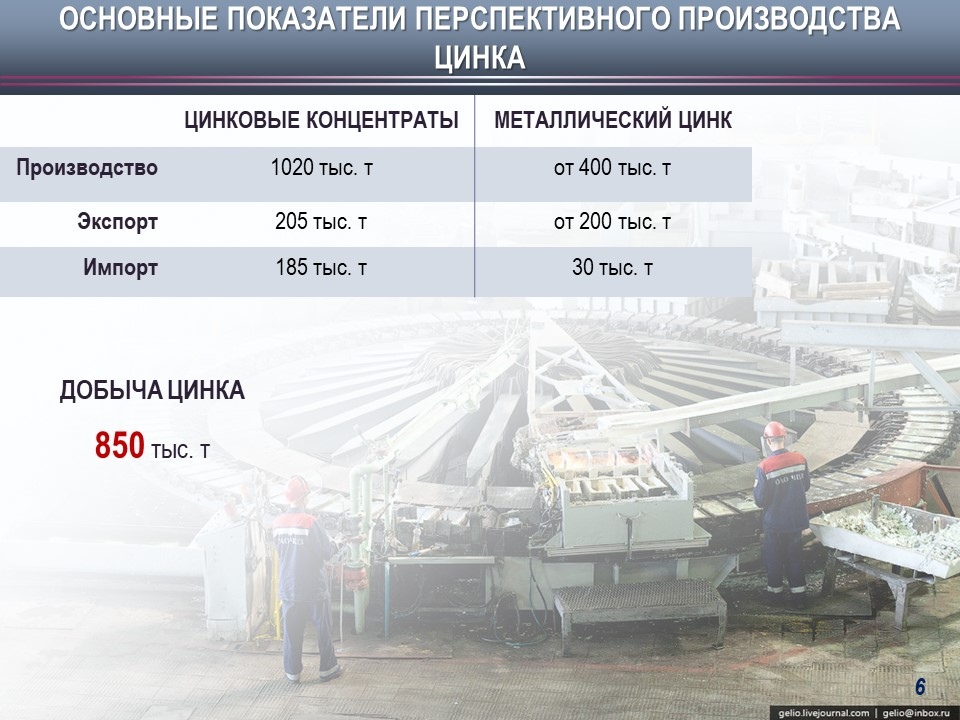 ОСНОВНЫЕ ПОКАЗАТЕЛИ ПЕРСПЕКТИВНОГО ПРОИЗВОДСТВА
ЦИНКА
ЦИНКОВЫЕ КОНЦЕНТРАТЫ МЕТАЛЛИЧЕСКИЙ ЦИНК
Производство 1020 тыс. т от 400 тыс. т
Экспорт 205 тыс. т от 200 тыс. т
Импорт 185 тыс. т 30 тыс. т
ДОБЫЧА ЦИНКА
850 тыс. т
6
gelio.livejournal.com | gelio@inbox.ru